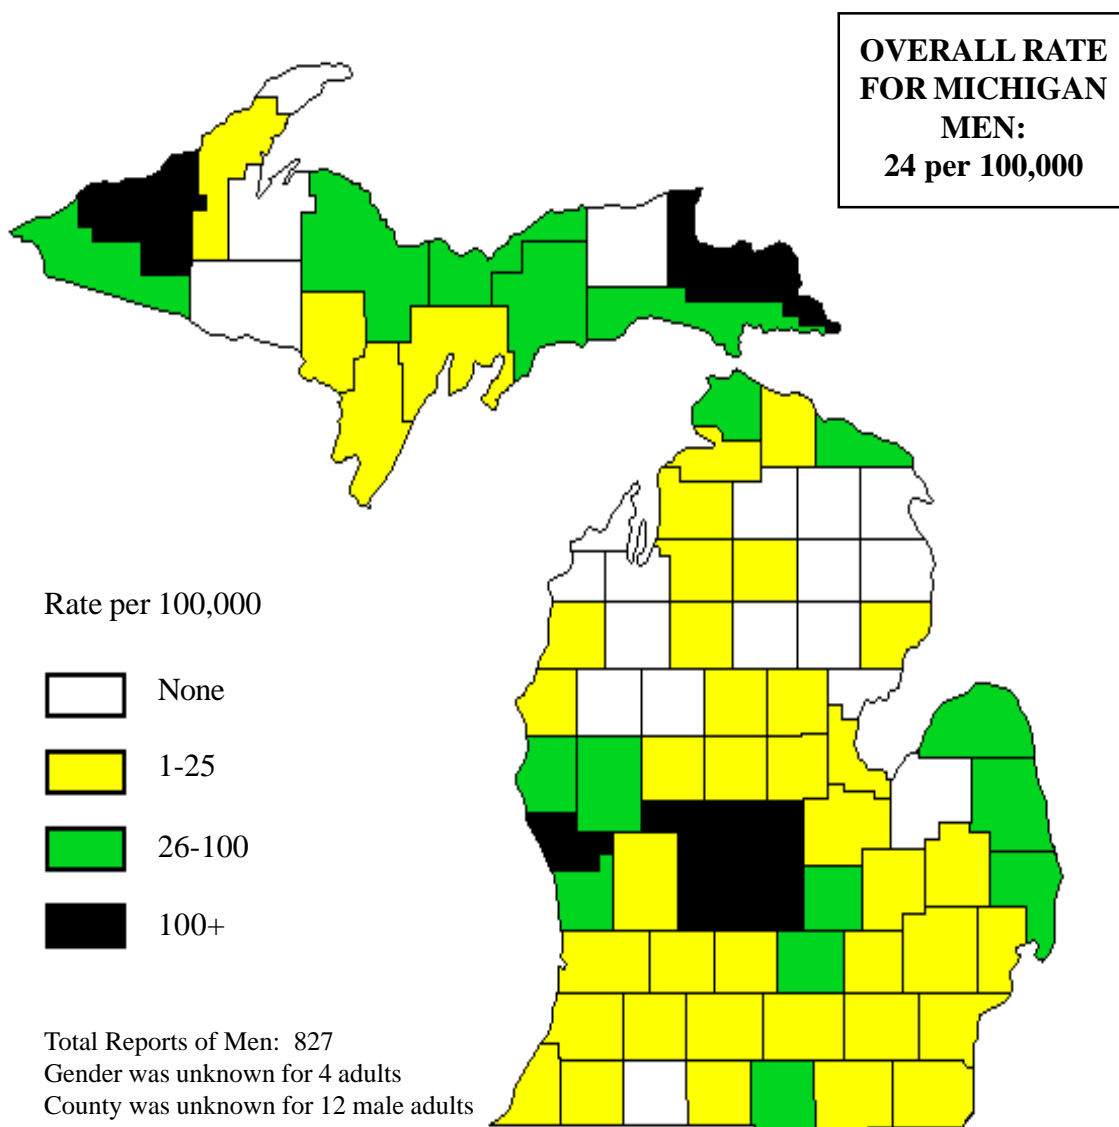 OVERALL RATE
FOR MICHIGAN
MEN:
24 per 100,000
Rate per 100,000
None
1-25
26-100
100+
Total Reports of Men:  827
Gender was unknown for 4 adults
County was unknown for 12 male adults